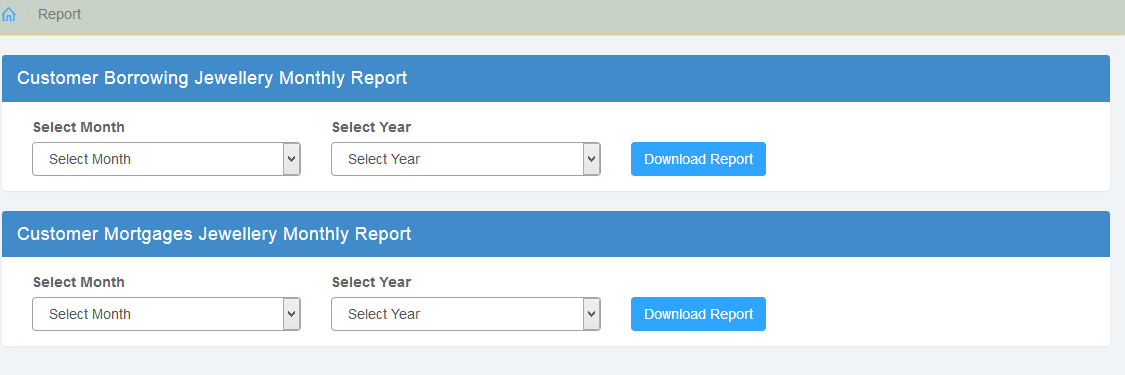 Report
Customer Borrowing Jewellery Monthly Report
Select Month Select Year
Select Month Select Year Download Report
Customer Mortgages Jewellery Monthly Report
Select Month Select Year
Select Month Select Year Download Report